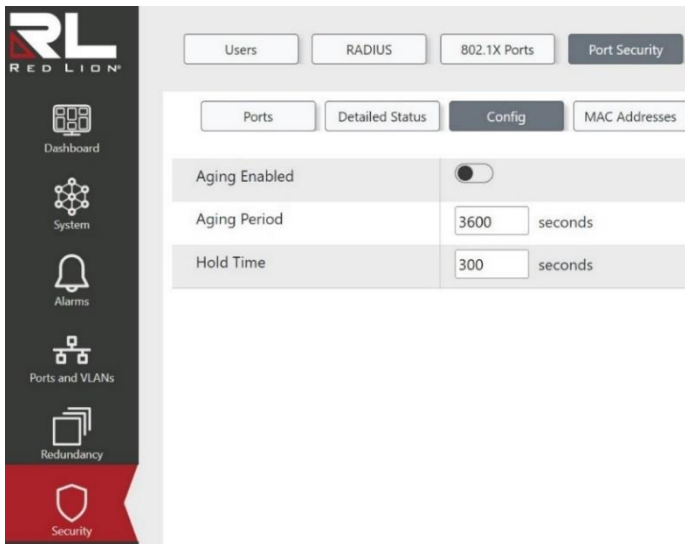 RL
RED LION®
Users RADIUS 802.1X Ports Port Security
Ports Detailed Status Config MAC Addresses
Dashboard
System
Alarms
Ports and VLANs
Redundancy
Security
Aging Enabled
Aging Period 3600 seconds
Hold Time 300 seconds